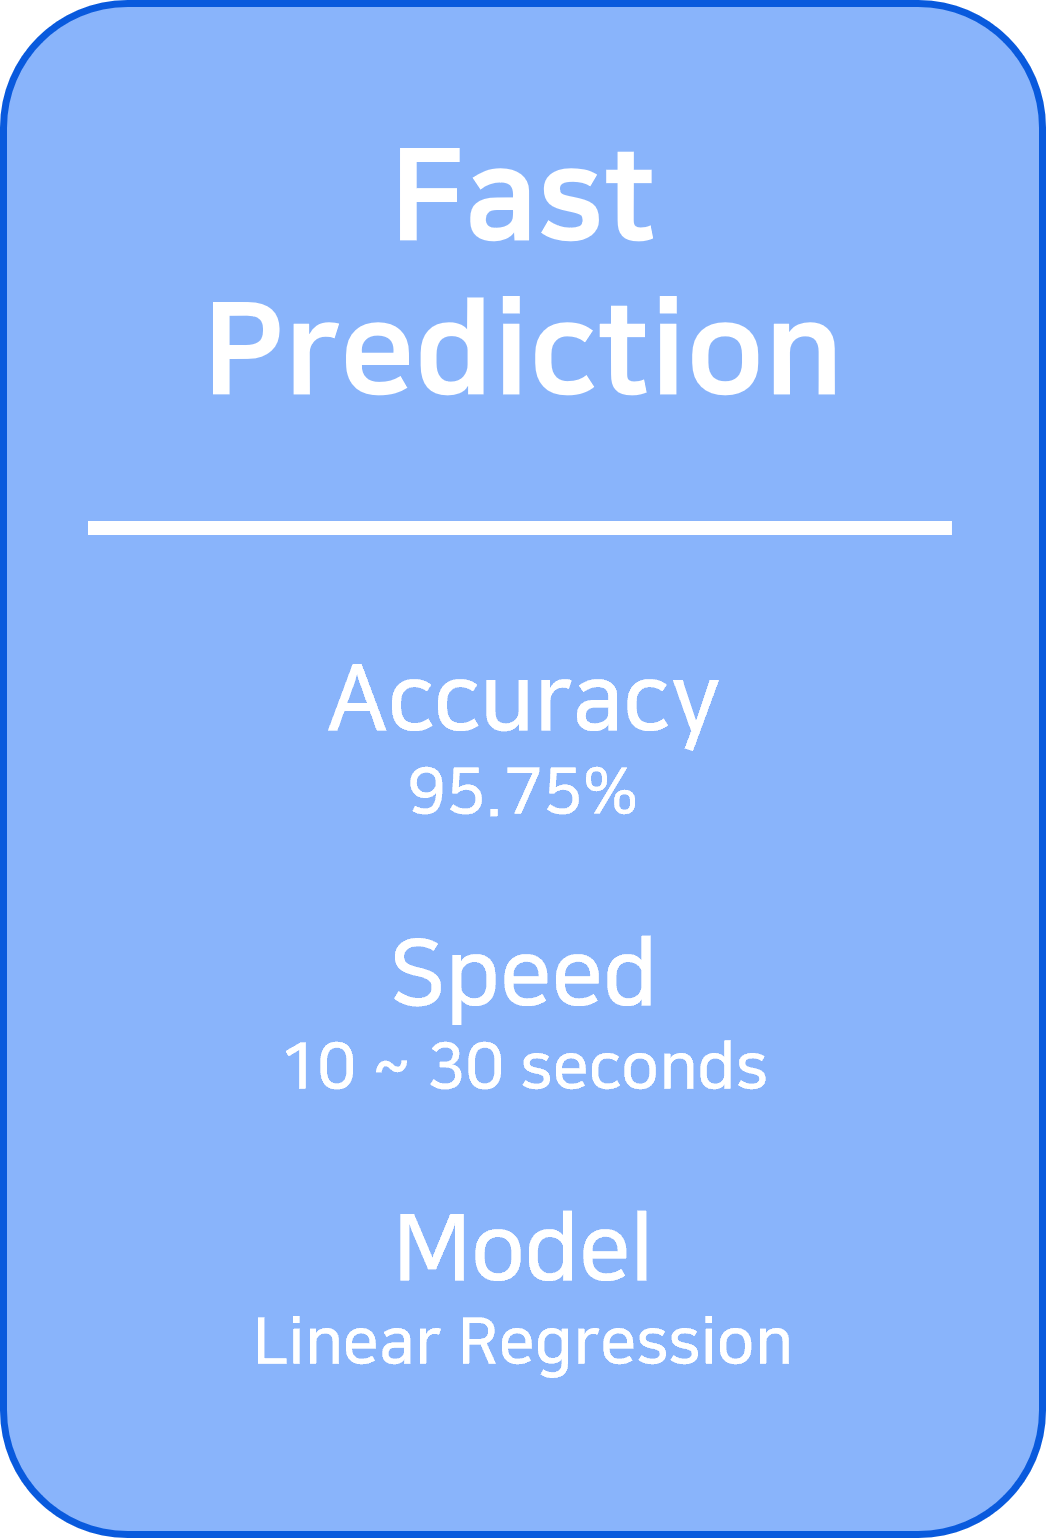 Fast
Prediction
Accuracy
95.75%
Speed
10 ~ 30 seconds
Model
Linear Regression